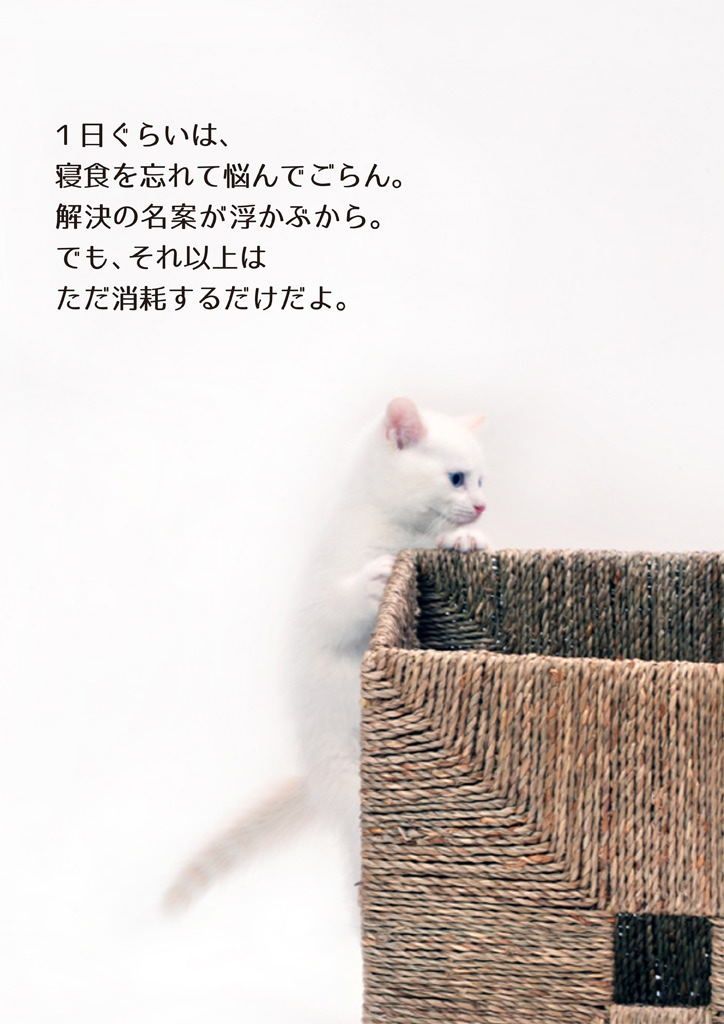 1日ぐらいは、
寝食を忘れて悩んでごらん。
解決の名案が浮かぶから。
でも、それ以上は
ただ消耗するだけだよ。